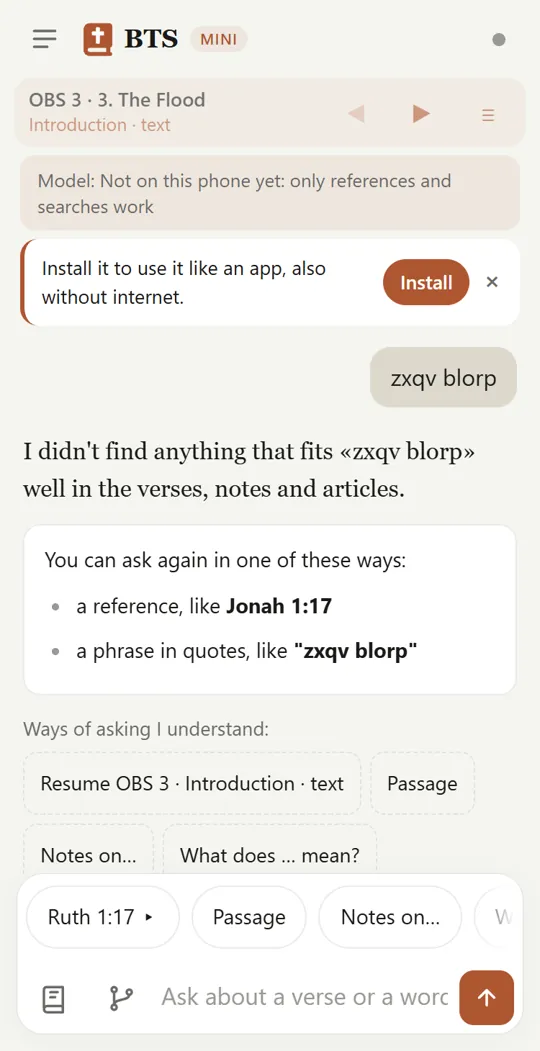 BTS MINI
OBS 3 · 3. The Flood
Introduction · text
Model: Not on this phone yet: only references and
searches work
Install it to use it like an app, also
without internet.
Install
zxqv blorp
I didn't find anything that fits «zxqv blorp»
well in the verses, notes and articles.
You can ask again in one of these ways:
a reference, like Jonah 1:17
a phrase in quotes, like "zxqv blorp"
Ways of asking I understand:
Resume OBS 3 · Introduction · text
Passage
Notes on...
What does ... mean?
Ruth 1:17
Passage
Notes on...
Ask about a verse or a word